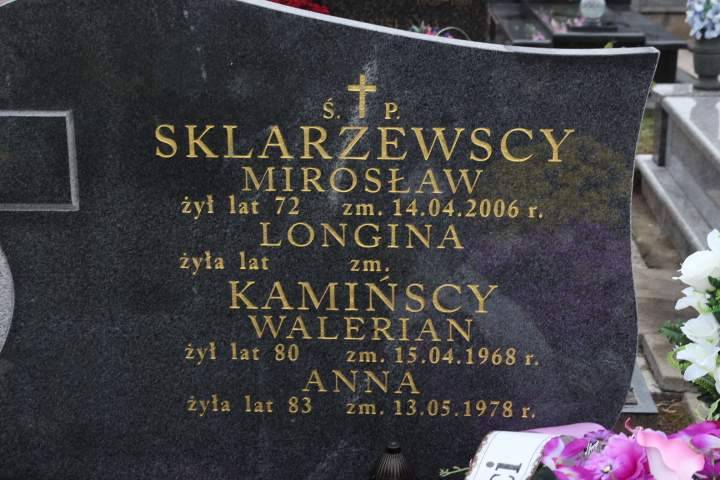 Ś. P.
SKLARZEWSCY
MIROSŁAW
żył lat 72 zm. 14.04.2006 r.
LONGINA
żyła lat zm.
KAMIŃSCY
WALERIAN
żył lat 80 zm. 15.04.1968 r.
ANNA
żyła lat 83 zm. 13.05.1978 r.